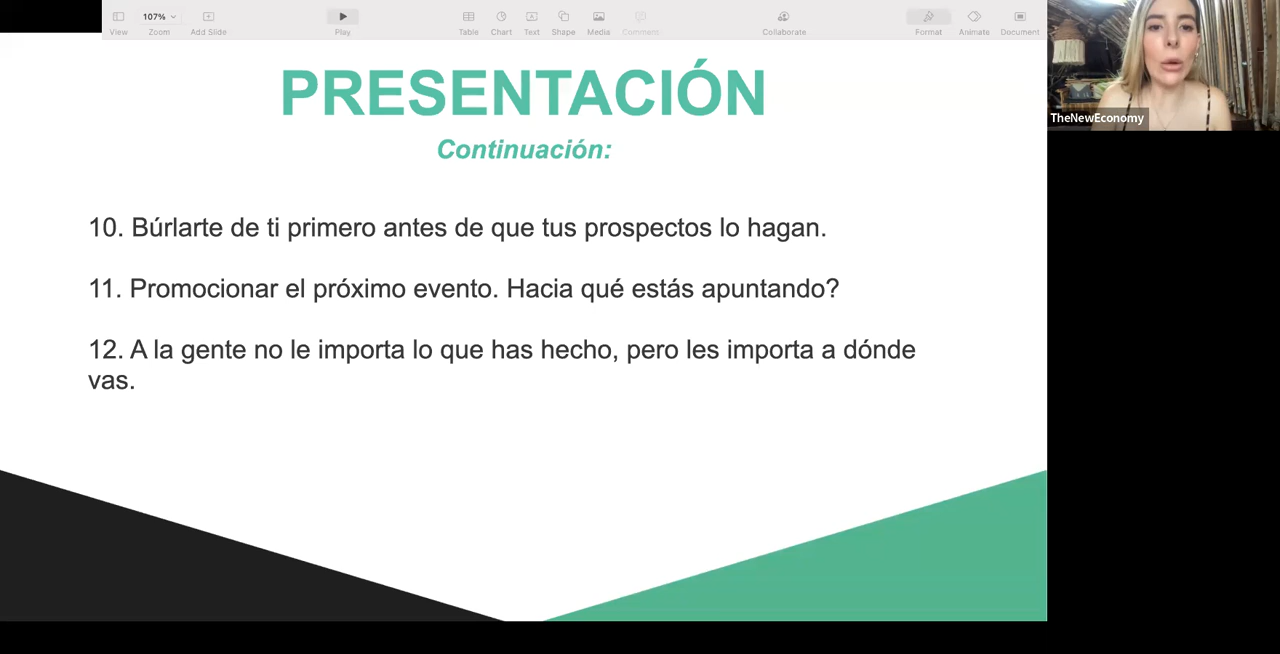 107%
View
Zoom
Add Slide
Play
Table
Chart
Text
Shape
Media
Comment
Collaborate
Format
Animate
Document
TheNewEconomy
PRESENTACIÓN
Continuación:
10. Búrlarte de ti primero antes de que tus prospectos lo hagan.
11. Promocionar el próximo evento. Hacia qué estás apuntando?
12. A la gente no le importa lo que has hecho, pero les importa a dónde
vas.